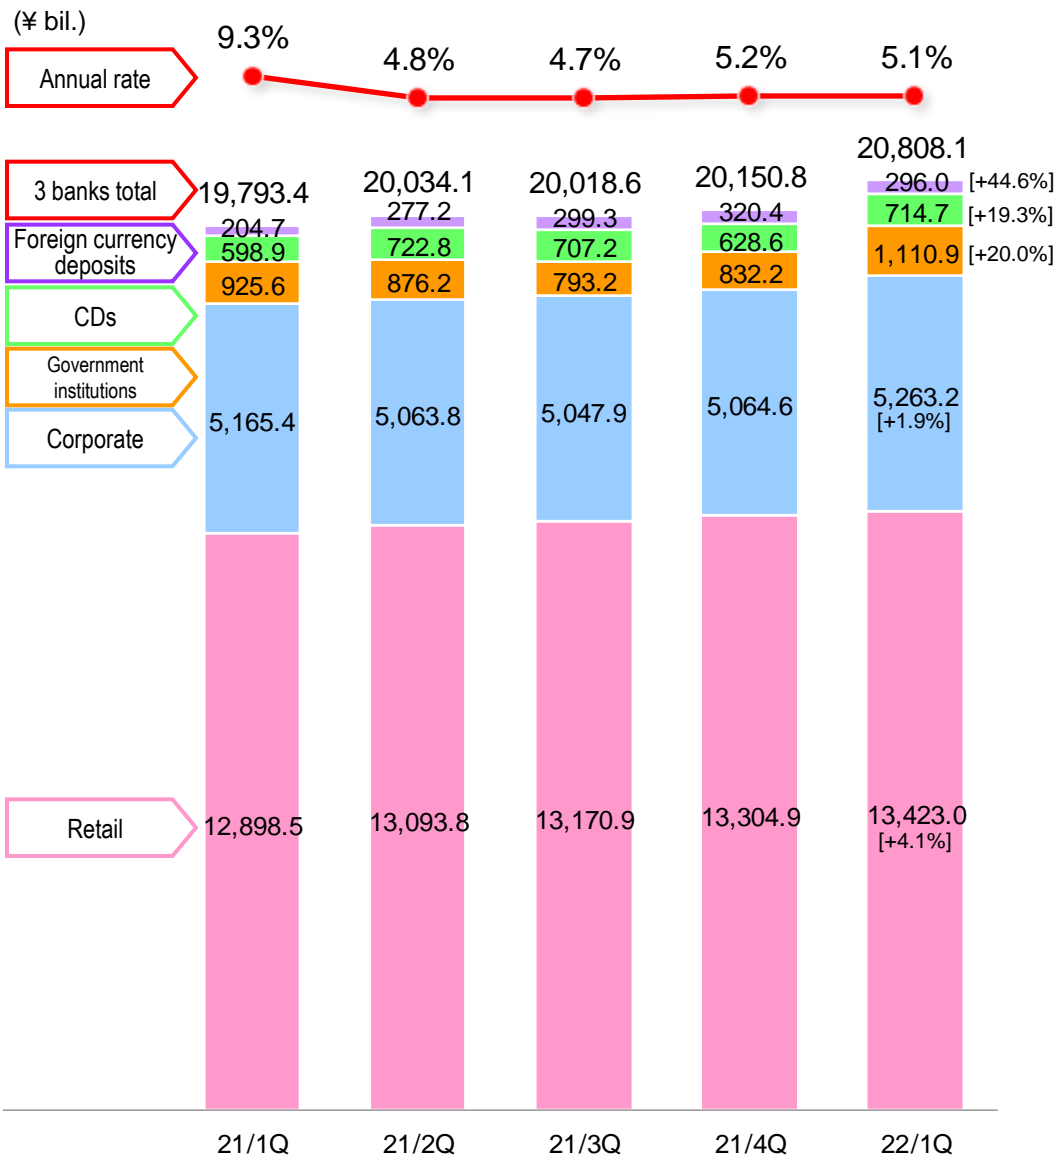 (¥ bil.)
Annual rate
9.3%
4.8%
4.7%
5.2%
5.1%
3 banks total
19,793.4
20,034.1
20,018.6
20,150.8
20,808.1
Foreign currency
deposits
204.7
277.2
299.3
320.4
296.0
[+44.6%]
CDs
598.9
722.8
707.2
628.6
714.7
[+19.3%]
Government
institutions
925.6
876.2
793.2
832.2
1,110.9
[+20.0%]
Corporate
5,165.4
5,063.8
5,047.9
5,064.6
5,263.2
[+1.9%]
Retail
12,898.5
13,093.8
13,170.9
13,304.9
13,423.0
[+4.1%]
21/1Q
21/2Q
21/3Q
21/4Q
22/1Q